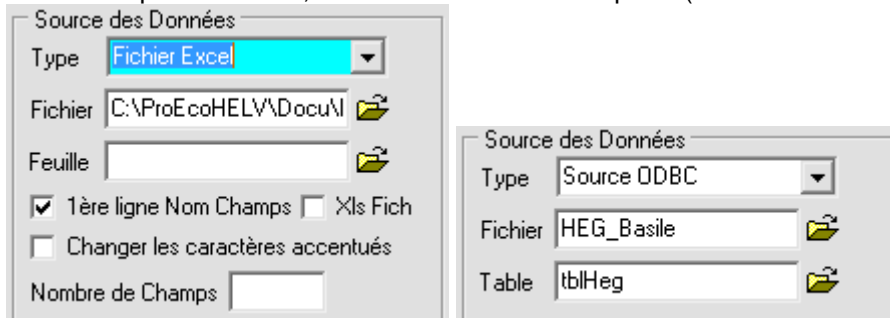 Source des Données
Type Fichier Excel
Fichier C:\ProEcoHELV\Docu\
Feuille
1ère ligne Nom Champs Xls Fich
Changer les caractères accentués
Nombre de Champs
Source des Données
Type Source ODBC
Fichier HEG_Basile
Table tblHeg